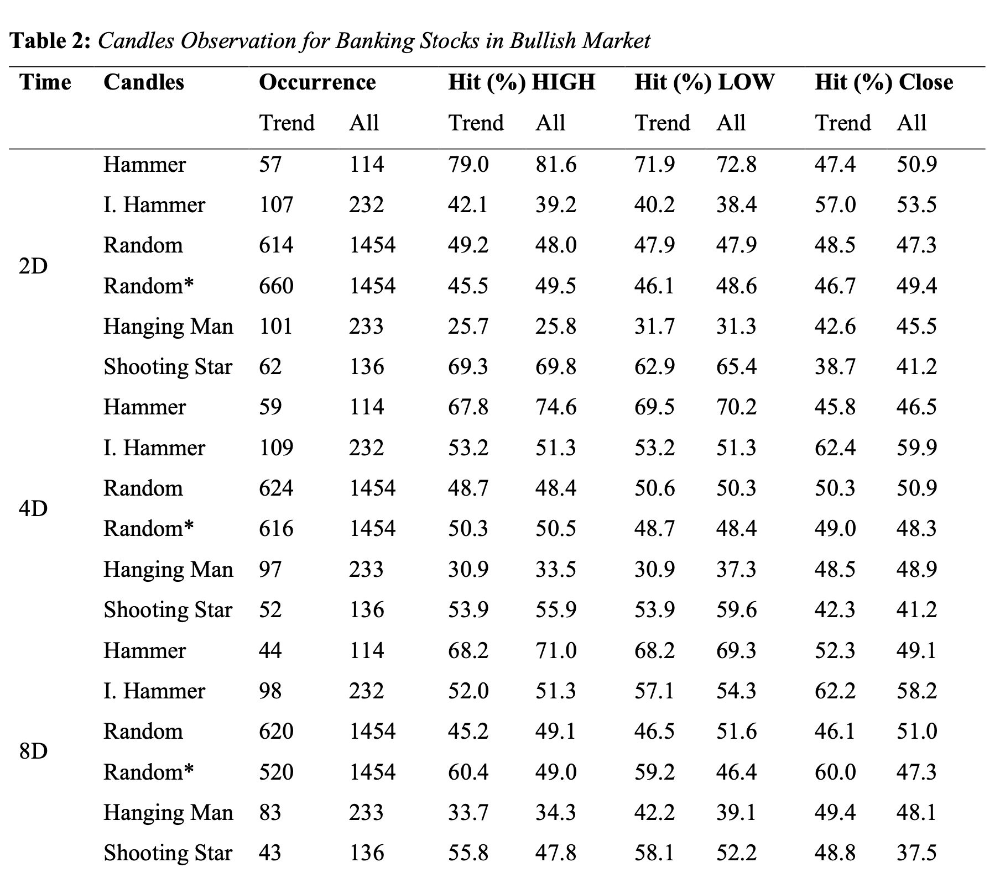 Table 2: Candles Observation for Banking Stocks in Bullish Market
Time Candles Occurrence Hit (%) HIGH Hit (%) LOW Hit (%) Close
Trend All Trend All Trend All Trend All
Hammer 57 114 79.0 81.6 71.9 72.8 47.4 50.9
I. Hammer 107 232 42.1 39.2 40.2 38.4 57.0 53.5
Random 614 1454 49.2 48.0 47.9 47.9 48.5 47.3
2D
Random* 660 1454 45.5 49.5 46.1 48.6 46.7 49.4
Hanging Man 101 233 25.7 25.8 31.7 31.3 42.6 45.5
Shooting Star 62 136 69.3 69.8 62.9 65.4 38.7 41.2
Hammer 59 114 67.8 74.6 69.5 70.2 45.8 46.5
I. Hammer 109 232 53.2 51.3 53.2 51.3 62.4 59.9
Random 624 1454 48.7 48.4 50.6 50.3 50.3 50.9
4D
Random* 616 1454 50.3 50.5 48.7 48.4 49.0 48.3
Hanging Man 97 233 30.9 33.5 30.9 37.3 48.5 48.9
Shooting Star 52 136 53.9 55.9 53.9 59.6 42.3 41.2
Hammer 44 114 68.2 71.0 68.2 69.3 52.3 49.1
I. Hammer 98 232 52.0 51.3 57.1 54.3 62.2 58.2
Random 620 1454 45.2 49.1 46.5 51.6 46.1 51.0
8D
Random* 520 1454 60.4 49.0 59.2 46.4 60.0 47.3
Hanging Man 83 233 33.7 34.3 42.2 39.1 49.4 48.1
Shooting Star 43 136 55.8 47.8 58.1 52.2 48.8 37.5